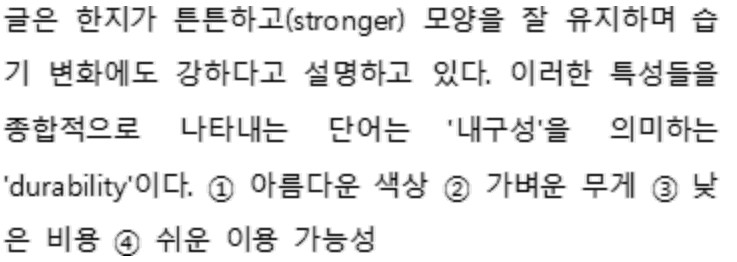 글은 한지가 튼튼하고(stronger) 모양을 잘 유지하며 습
기 변화에도 강하다고 설명하고 있다. 이러한 특성들을
종합적으로 나타내는 단어는 '내구성'을 의미하는
'durability'이다. ① 아름다운 색상 ② 가벼운 무게 ③ 낮
은 비용 ④ 쉬운 이용 가능성